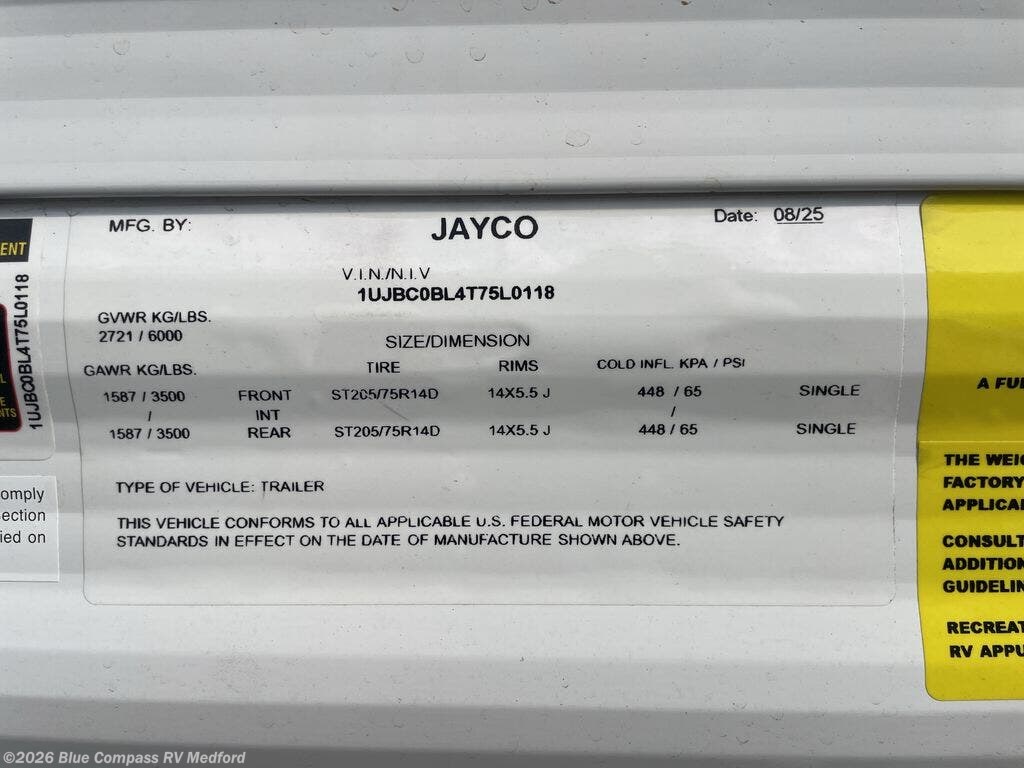 MFG. BY:
JAYCO
Date: 08/25
V.I.N./N.I.V
1UJBC0BL4T75L0118
GVWR KG/LBS.
2721 / 6000
SIZE/DIMENSION
GAWR KG/LBS. TIRE RIMS COLD INFL. KPA / PSI
1587 / 3500 FRONT ST205/75R14D 14X5.5 J 448 / 65 SINGLE
/ INT /
1587 / 3500 REAR ST205/75R14D 14X5.5 J 448 / 65 SINGLE
TYPE OF VEHICLE: TRAILER
THIS VEHICLE CONFORMS TO ALL APPLICABLE U.S. FEDERAL MOTOR VEHICLE SAFETY
STANDARDS IN EFFECT ON THE DATE OF MANUFACTURE SHOWN ABOVE.
ENT
1UJBC0BL4T75L0118
L
E
NTS
omply
ection
ied on
A FU
THE WEI
FACTORY
APPLICA
CONSULT
ADDITION
GUIDELIN
RECREAT
RV APPU
©2026 Blue Compass RV Medford